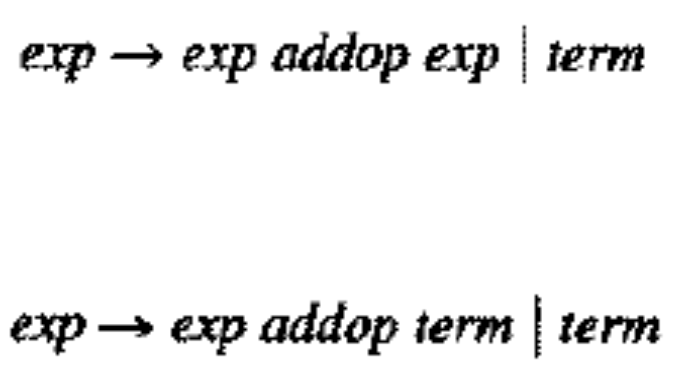 exp → exp addop exp | term
exp → exp addop term | term